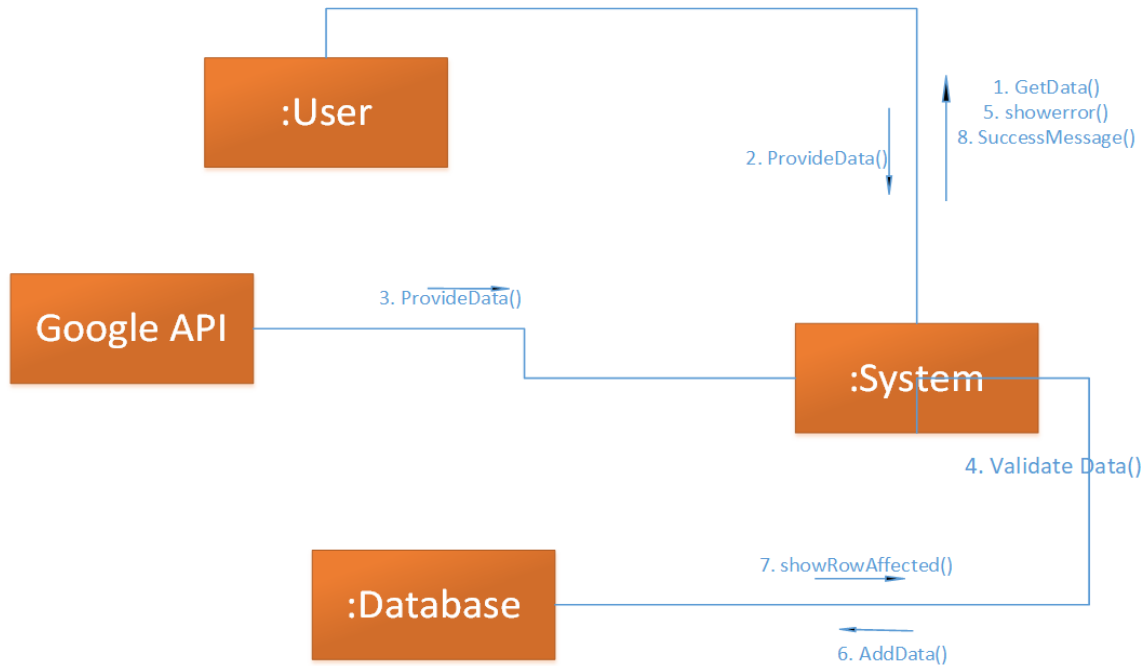 :User
1. GetData()
5. showerror()
8. SuccessMessage()
2. ProvideData()
Google API
3. ProvideData()
:System
4. Validate Data()
7. showRowAffected()
:Database
6. AddData()